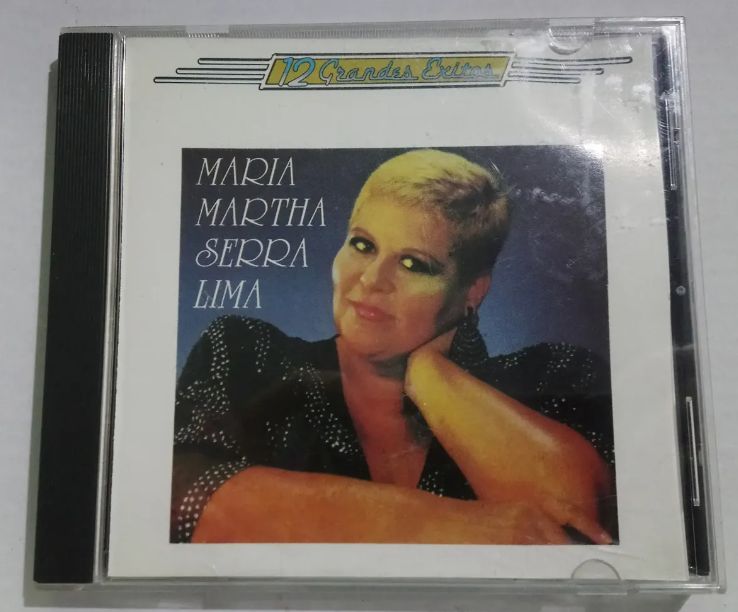 12 Grandes Exitos
MARIA
MARTHA
SERRA
LIMA